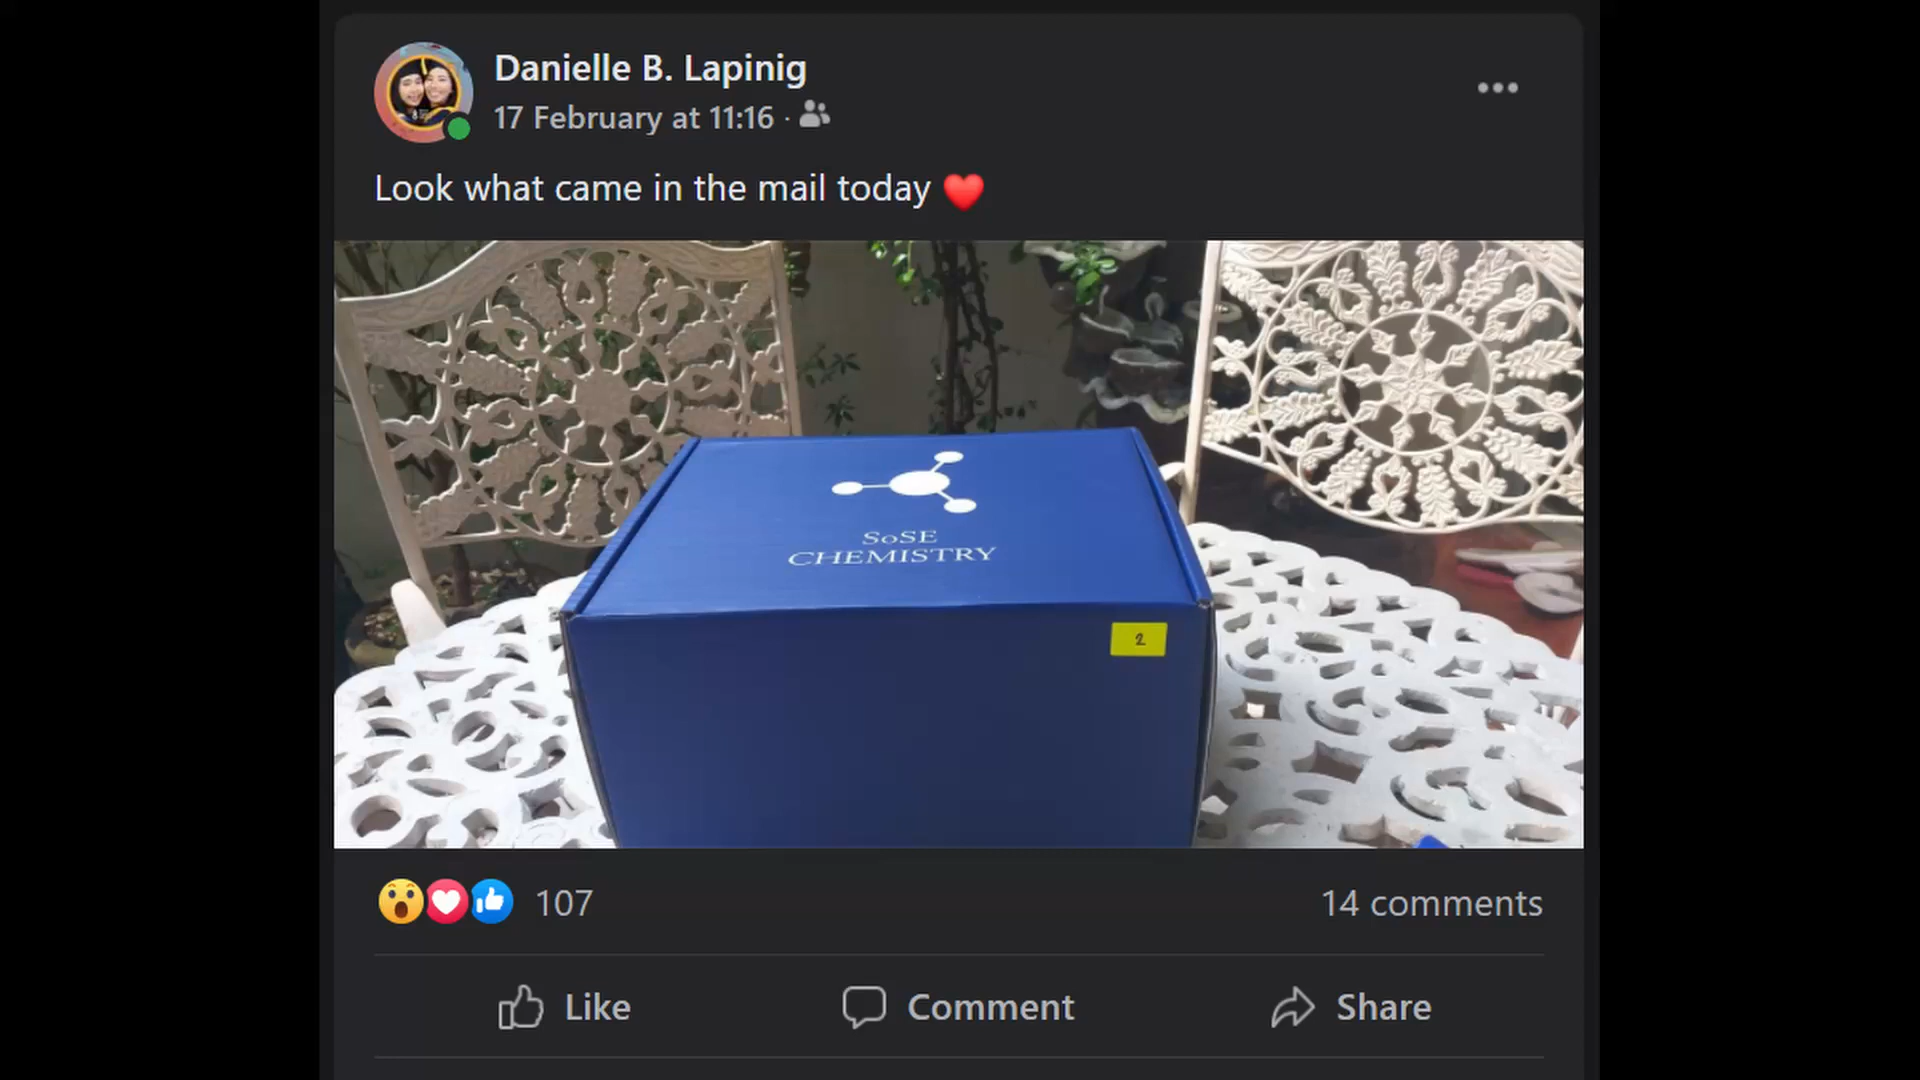 Danielle B. Lapinig
17 February at 11:16 ·
Look what came in the mail today ❤️
SoSE
CHEMISTRY
2
107
14 comments
Like
Comment
Share